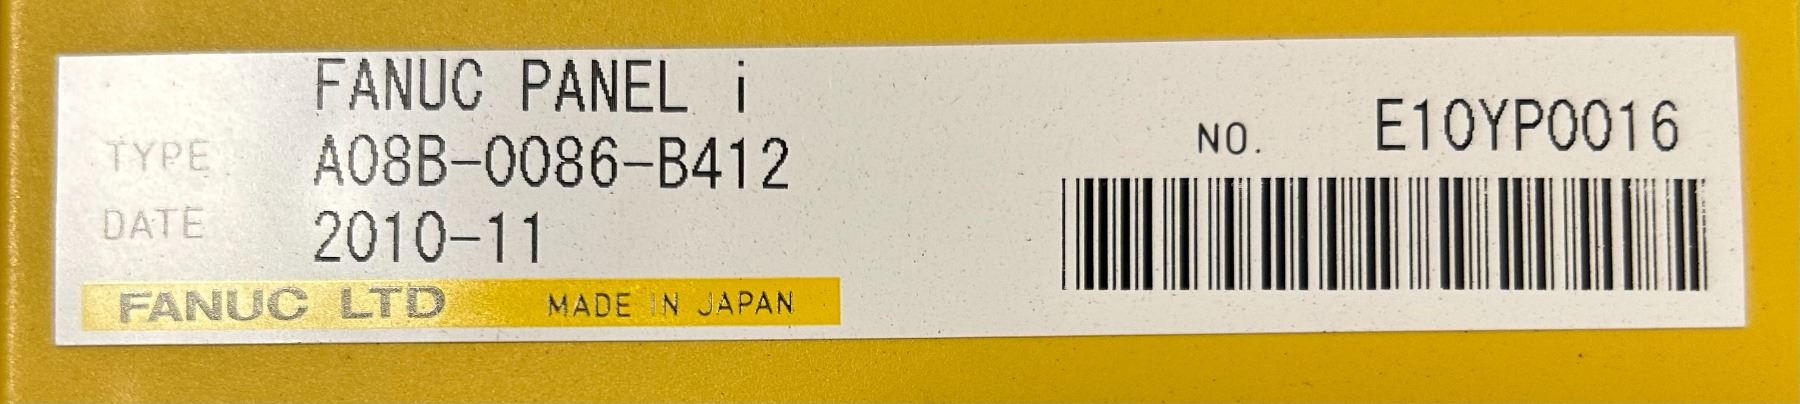 FANUC PANEL i
TYPE A08B-0086-B412
DATE 2010-11
FANUC LTD MADE IN JAPAN
NO. E10YP0016